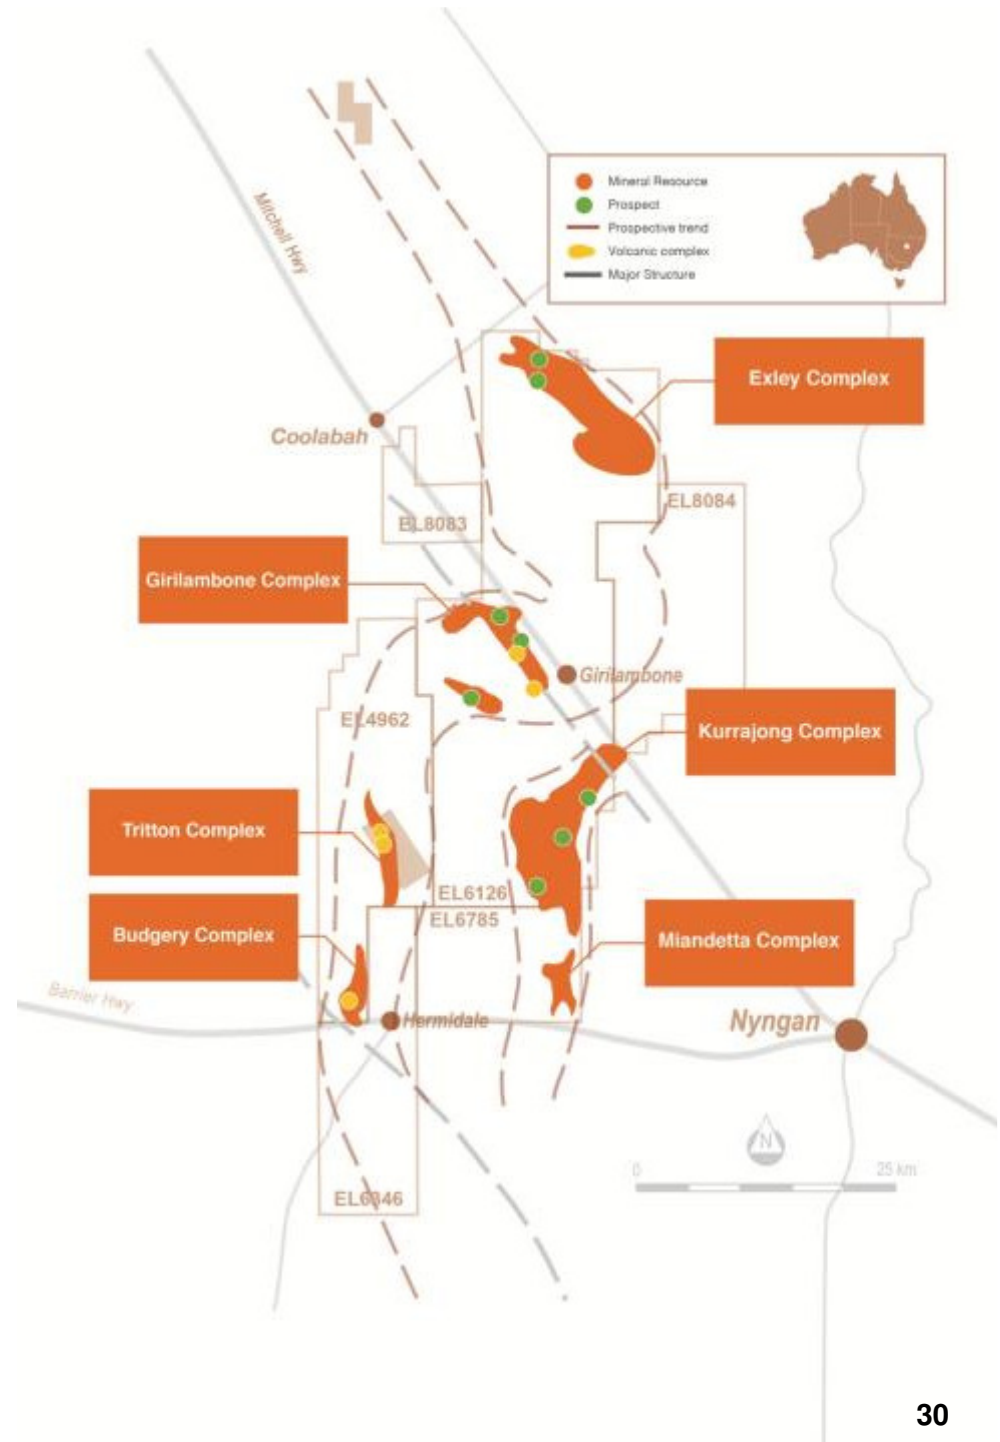 Mitchell Hwy
Mineral Resource
Prospect
Prospective trend
Volcanic complex
Major Structure
Exley Complex
Coolabah
EL8084
EL8083
Girilambone Complex
Girilambone
EL4962
Kurrajong Complex
Tritton Complex
EL6126
EL6785
Budgery Complex
Miandetta Complex
Barrier Hwy
Hermidale
Nyngan
N
0
25 km
EL6346
30